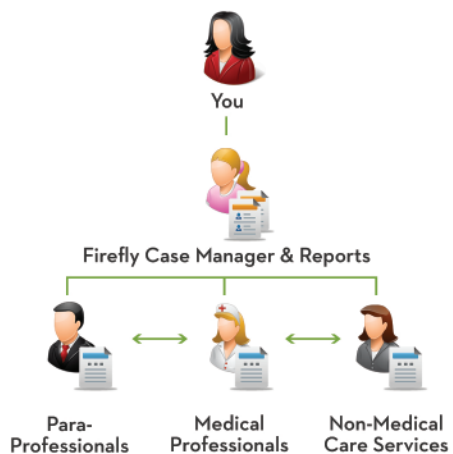 You
Firefly Case Manager & Reports
Para-
Professionals
Medical
Professionals
Non-Medical
Care Services